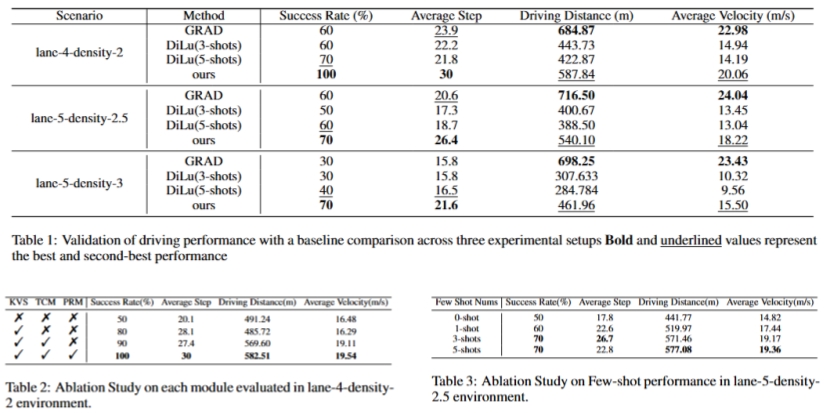 Scenario Method Success Rate (%) Average Step Driving Distance (m) Average Velocity (m/s)
GRAD 60 23.9 684.87 22.98
lane-4-density-2 DiLu(3-shots) 60 22.2 443.73 14.94
DiLu(5-shots) 70 21.8 422.87 14.19
ours 100 30 587.84 20.06
GRAD 60 20.6 716.50 24.04
lane-5-density-2.5 DiLu(3-shots) 50 17.3 400.67 13.45
DiLu(5-shots) 60 18.7 388.50 13.04
ours 70 26.4 540.10 18.22
GRAD 30 15.8 698.25 23.43
lane-5-density-3 DiLu(3-shots) 30 15.8 307.633 10.32
DiLu(5-shots) 40 16.5 284.784 9.56
ours 70 21.6 461.96 15.50
Table 1: Validation of driving performance with a baseline comparison across three experimental setups Bold and underlined values represent
the best and second-best performance
KVS TCM PRM Success Rate(%) Average Step Driving Distance(m) Average Velocity(m/s)
✗ ✗ ✗ 50 20.1 491.24 16.48
✓ ✗ ✗ 80 28.1 485.72 16.29
✓ ✓ ✗ 90 27.4 569.60 19.11
✓ ✓ ✓ 100 30 582.51 19.54
Table 2: Ablation Study on each module evaluated in lane-4-density-
2 environment.
Few Shot Nums Success Rate(%) Average Step Driving Distance(m) Average Velocity(m/s)
0-shot 50 17.8 441.77 14.82
1-shot 60 22.6 519.97 17.44
3-shots 70 26.7 571.46 19.17
5-shots 70 22.8 577.08 19.36
Table 3: Ablation Study on Few-shot performance in lane-5-density-
2.5 environment.